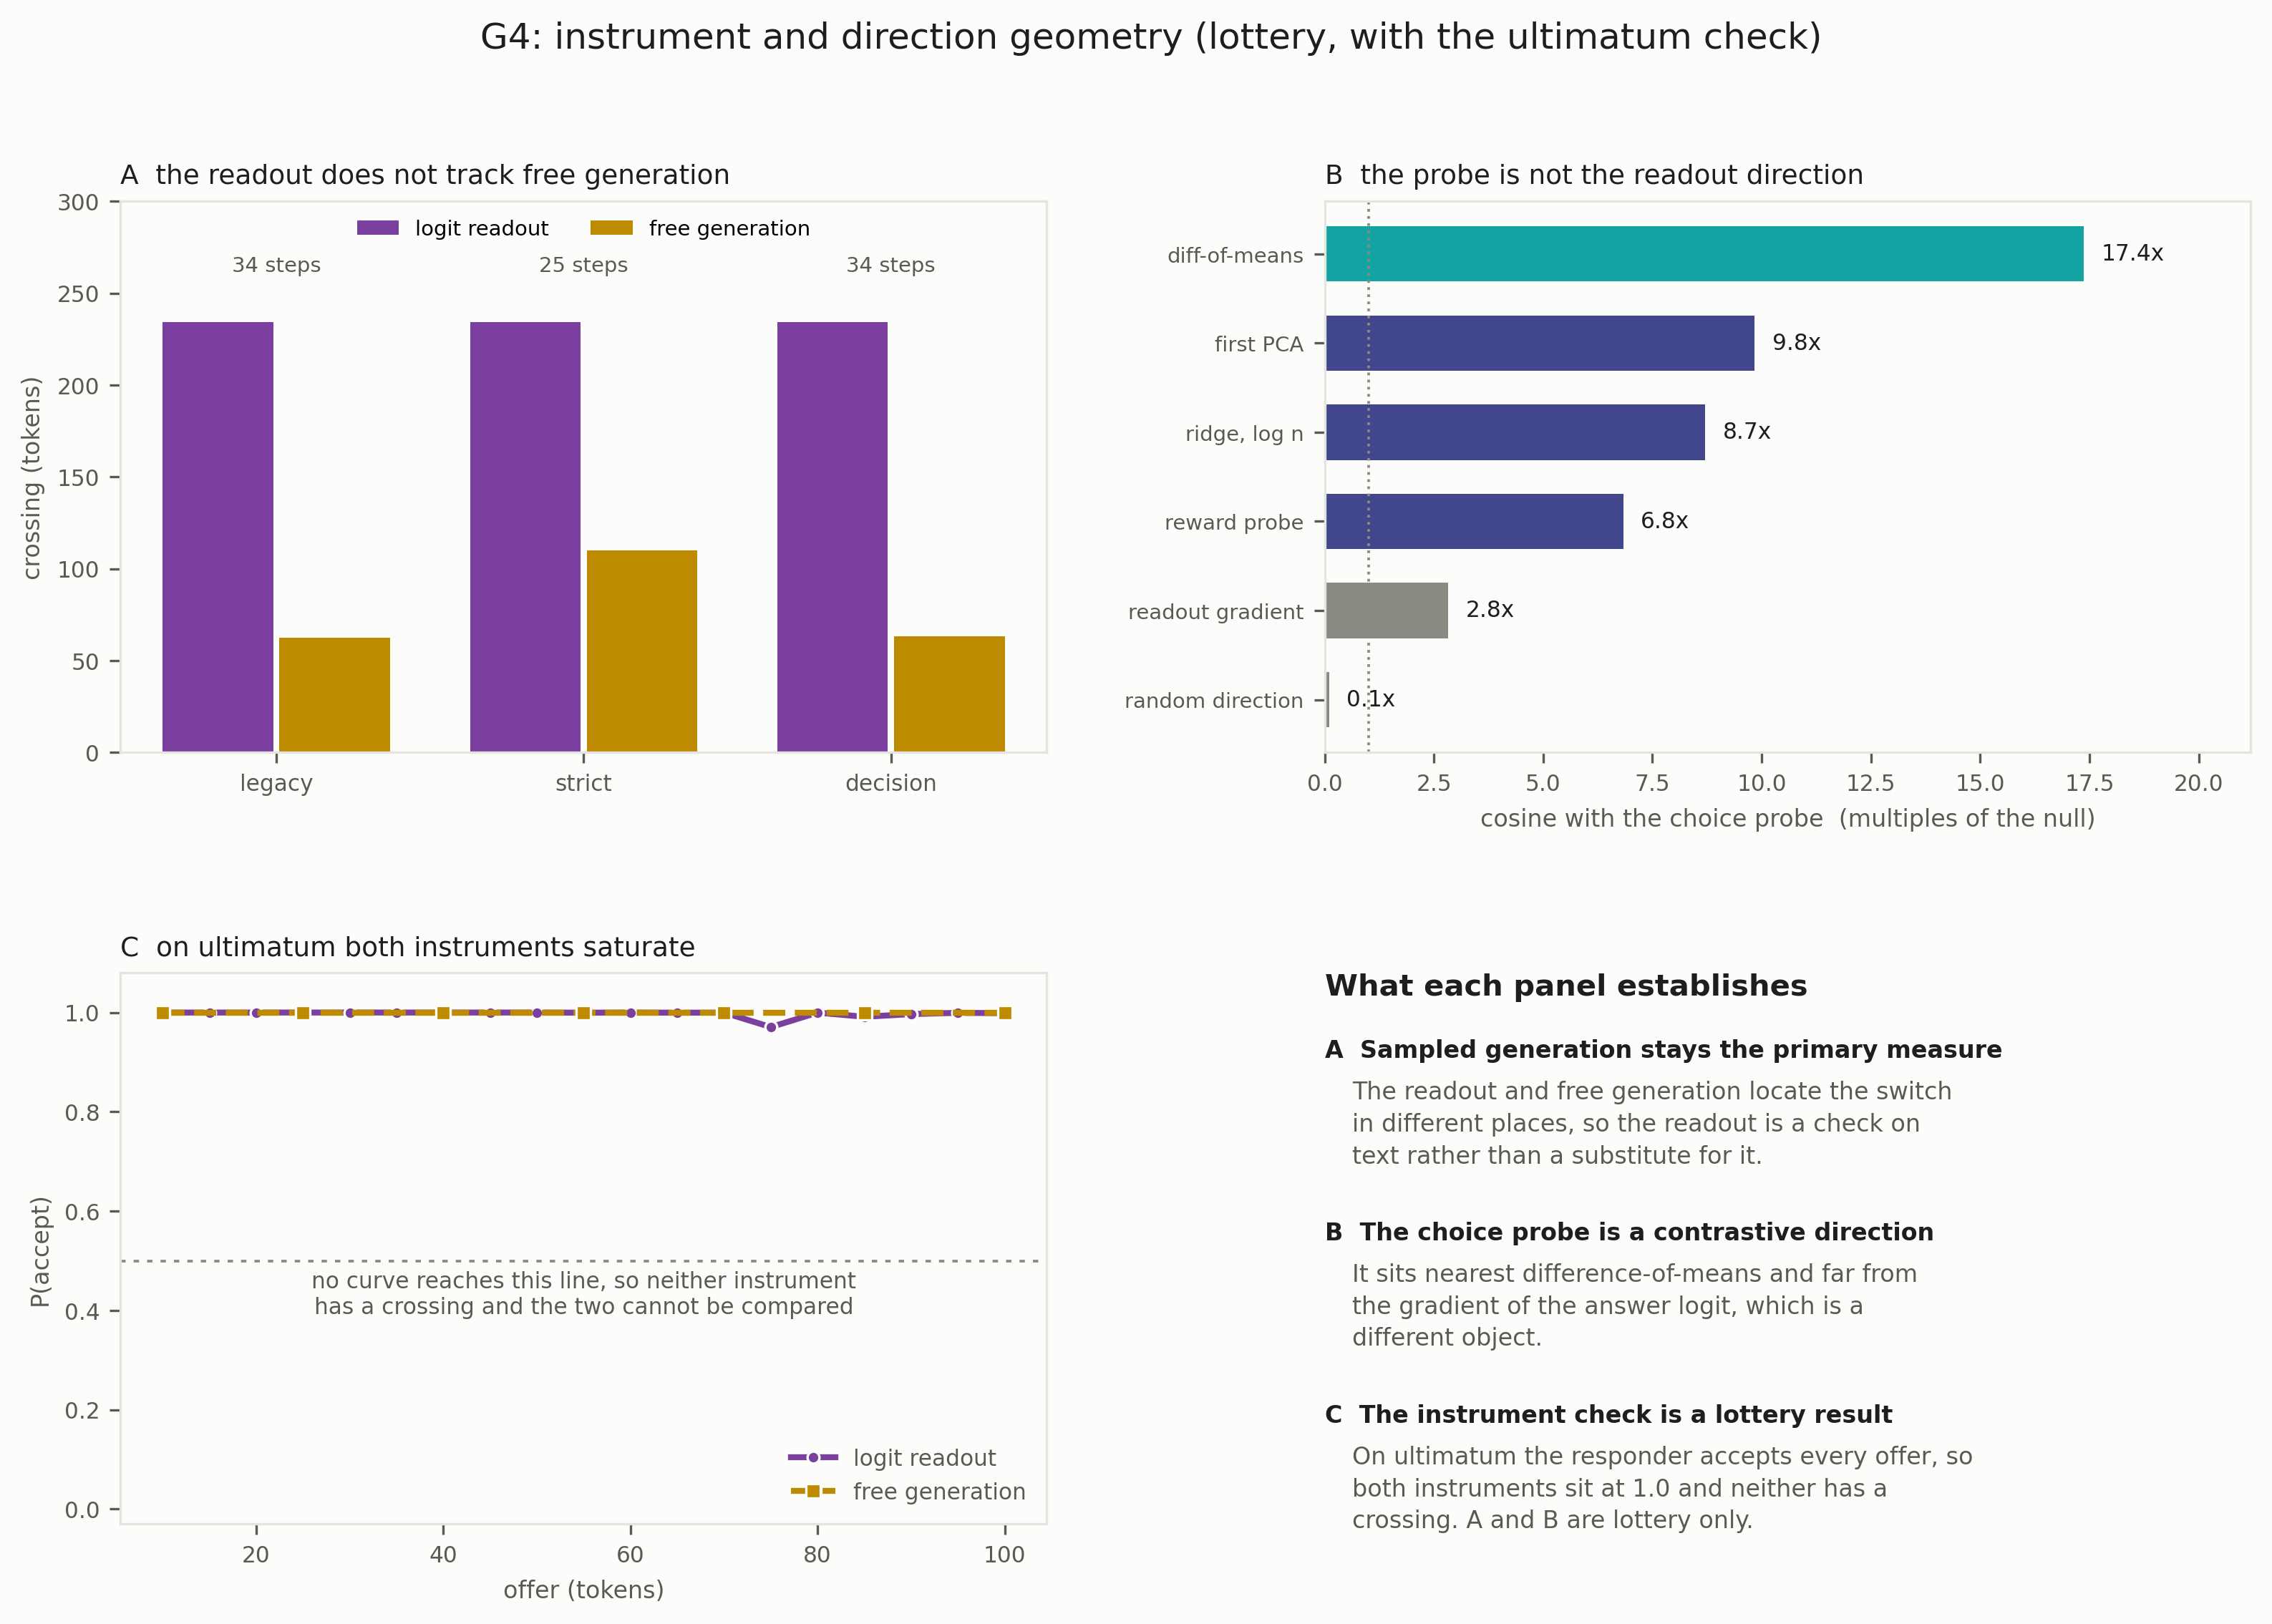 G4: instrument and direction geometry (lottery, with the ultimatum check)
A  the readout does not track free generation
logit readout
free generation
34 steps
25 steps
34 steps
300
250
200
150
100
50
0
crossing (tokens)
legacy
strict
decision
B  the probe is not the readout direction
diff-of-means
17.4x
first PCA
9.8x
ridge, log n
8.7x
reward probe
6.8x
readout gradient
2.8x
random direction
0.1x
0.0
2.5
5.0
7.5
10.0
12.5
15.0
17.5
20.0
cosine with the choice probe  (multiples of the null)
C  on ultimatum both instruments saturate
1.0
0.8
0.6
0.4
0.2
0.0
P(accept)
no curve reaches this line, so neither instrument
has a crossing and the two cannot be compared
logit readout
free generation
20
40
60
80
100
offer (tokens)
What each panel establishes
A  Sampled generation stays the primary measure
The readout and free generation locate the switch
in different places, so the readout is a check on
text rather than a substitute for it.
B  The choice probe is a contrastive direction
It sits nearest difference-of-means and far from
the gradient of the answer logit, which is a
different object.
C  The instrument check is a lottery result
On ultimatum the responder accepts every offer, so
both instruments sit at 1.0 and neither has a
crossing. A and B are lottery only.